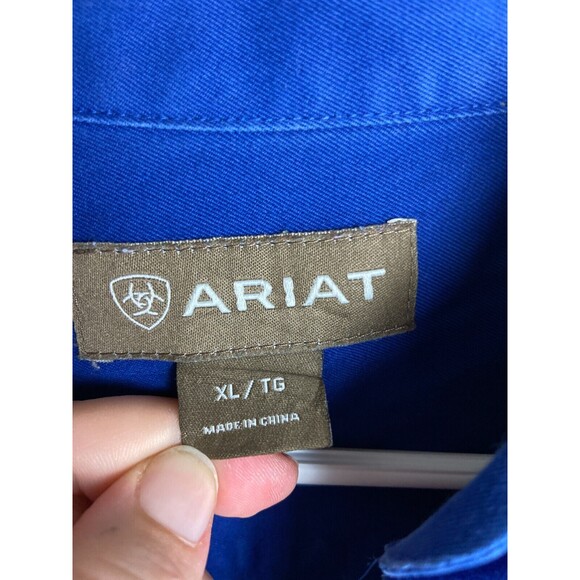 ARIAT
XL / TG
MADE IN CHINA